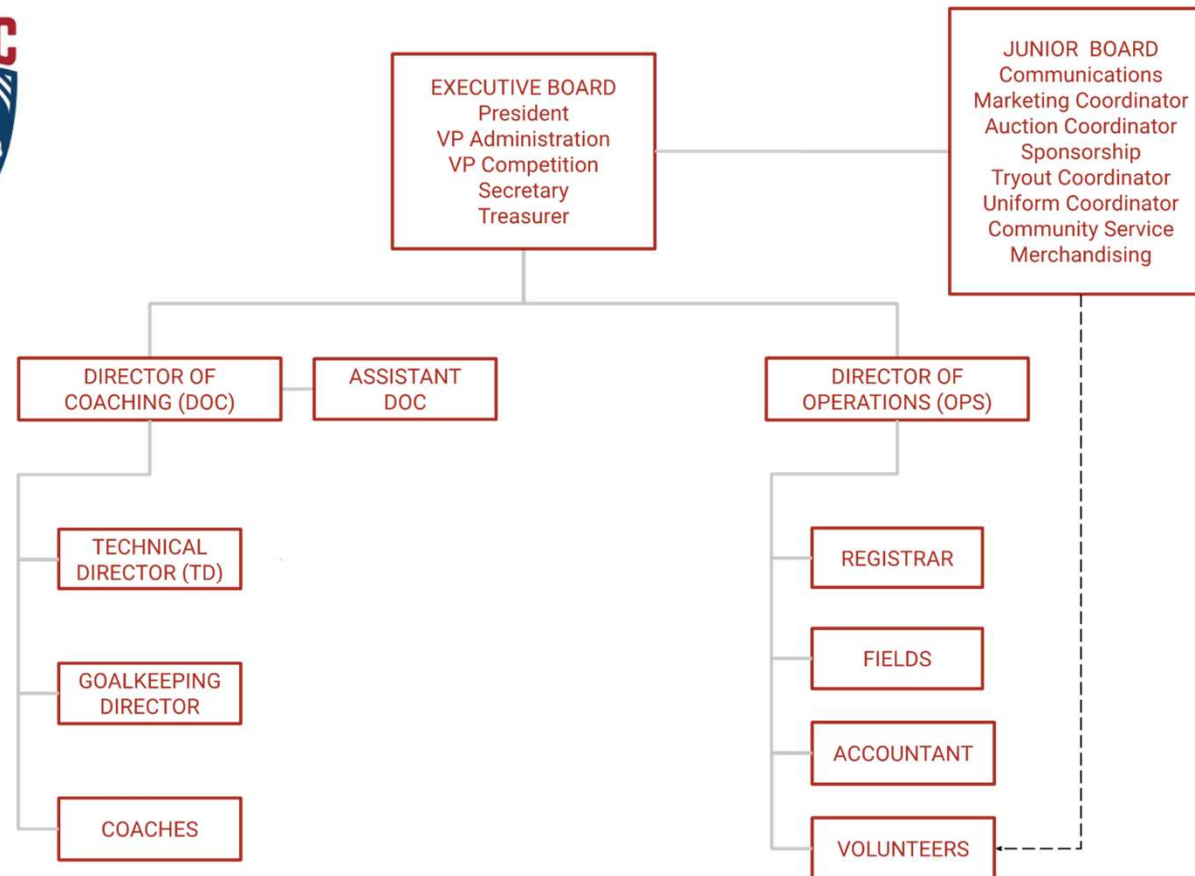 C
EXECUTIVE BOARD
President
VP Administration
VP Competition
Secretary
Treasurer
JUNIOR BOARD
Communications
Marketing Coordinator
Auction Coordinator
Sponsorship
Tryout Coordinator
Uniform Coordinator
Community Service
Merchandising
DIRECTOR OF
COACHING (DOC)
ASSISTANT
DOC
DIRECTOR OF
OPERATIONS (OPS)
TECHNICAL
DIRECTOR (TD)
GOALKEEPING
DIRECTOR
COACHES
REGISTRAR
FIELDS
ACCOUNTANT
VOLUNTEERS